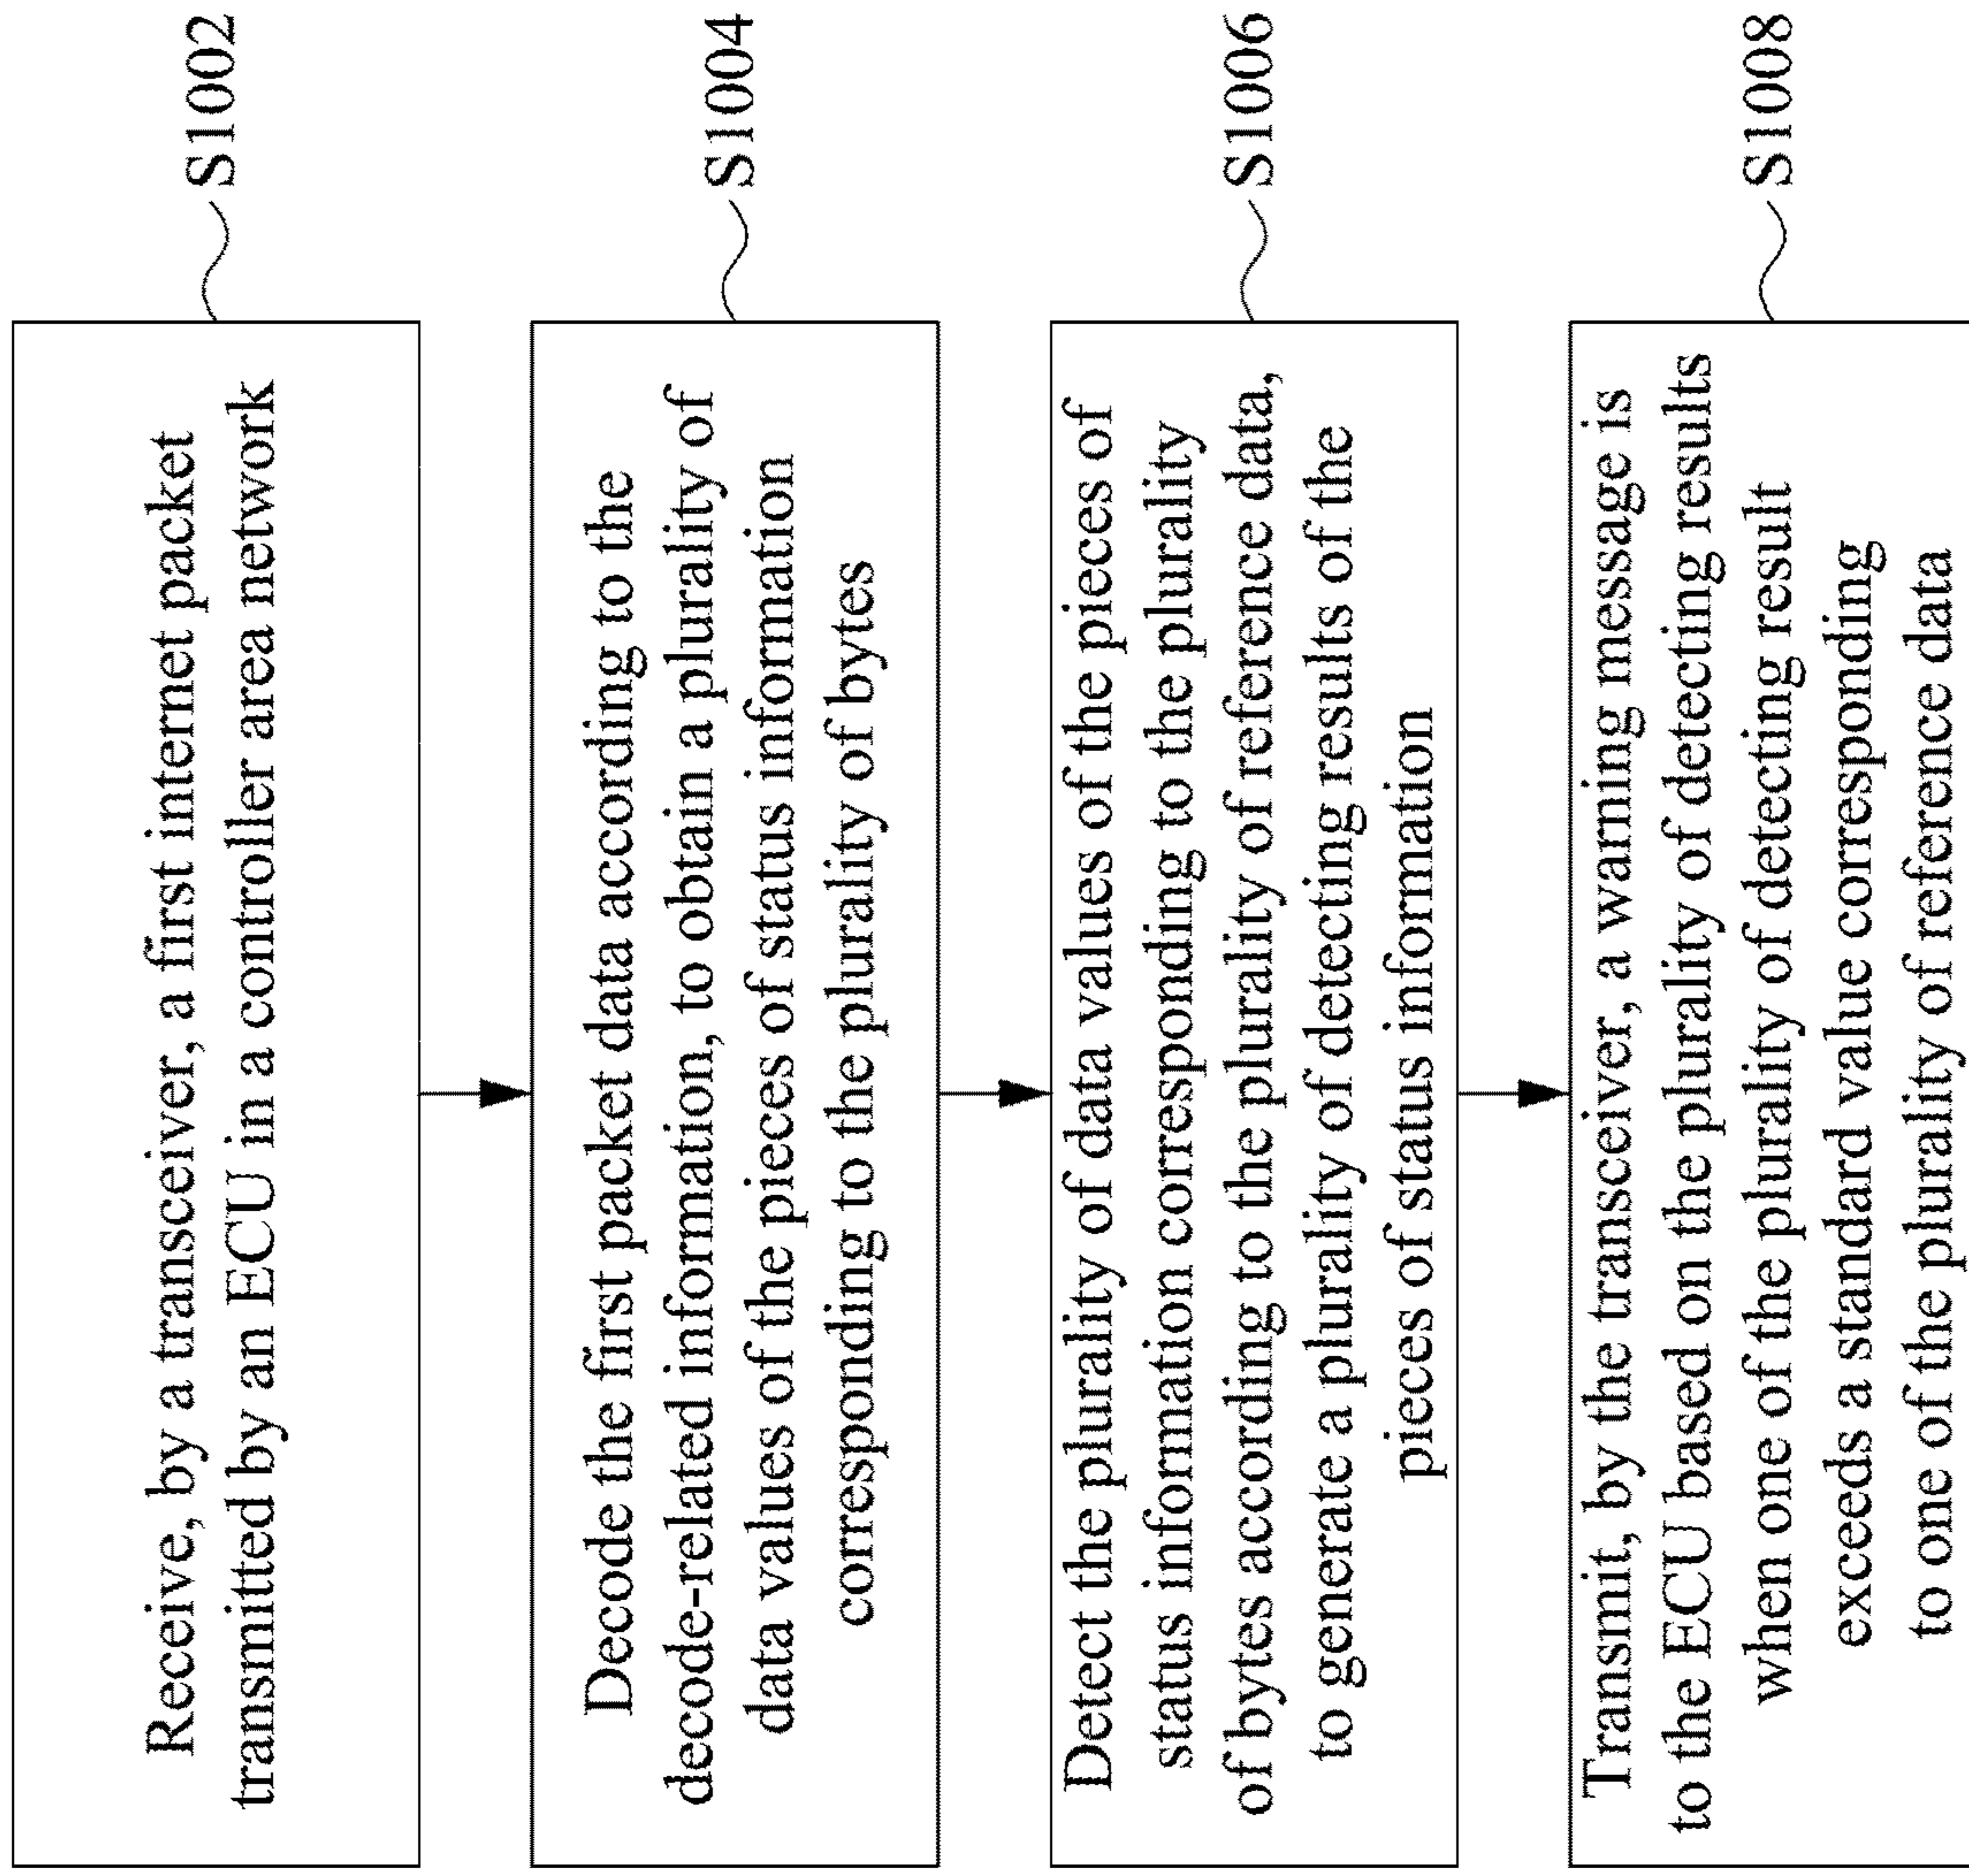 Receive, by a transceiver, a first internet packet
transmitted by an ECU in a controller area network
S1002
Decode the first packet data according to the
decode-related information, to obtain a plurality of
data values of the pieces of status information
corresponding to the plurality of bytes
S1004
Detect the plurality of data values of the pieces of
status information corresponding to the plurality
of bytes according to the plurality of reference data,
to generate a plurality of detecting results of the
pieces of status information
S1006
Transmit, by the transceiver, a warning message is
to the ECU based on the plurality of detecting results
when one of the plurality of detecting result
exceeds a standard value corresponding
to one of the plurality of reference data
S1008